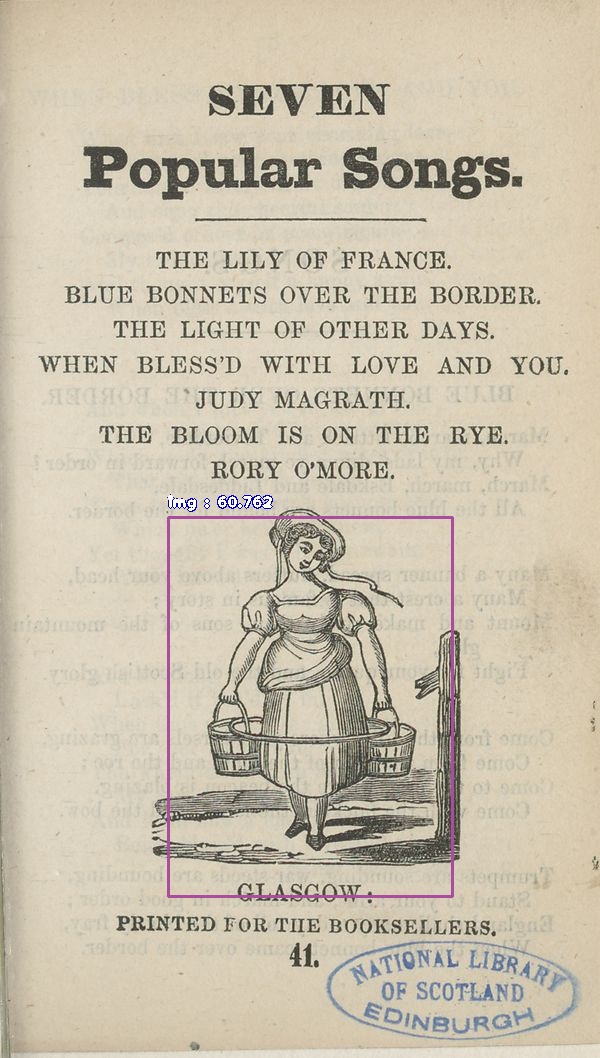 SEVEN
Popular Songs.
THE LILY OF FRANCE.
BLUE BONNETS OVER THE BORDER.
THE LIGHT OF OTHER DAYS.
WHEN BLESS'D WITH LOVE AND YOU.
JUDY MAGRATH.
THE BLOOM IS ON THE RYE.
RORY O'MORE.
img : 60.762
GLASGOW:
PRINTED FOR THE BOOKSELLERS.
41.
NATIONAL LIBRARY
OF SCOTLAND
EDINBURGH